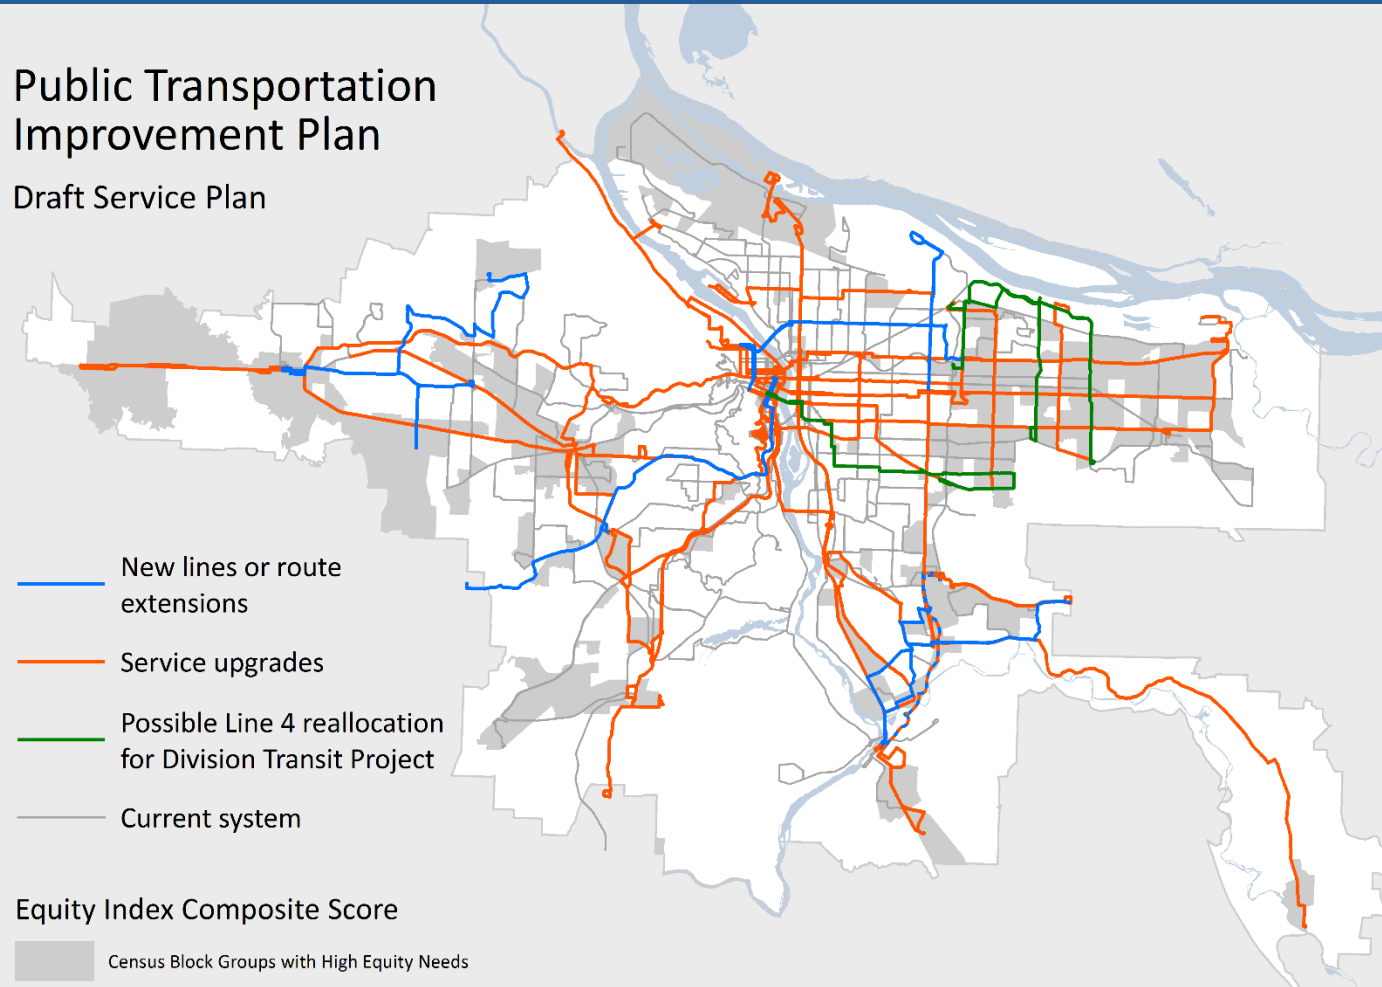 Public Transportation
Improvement Plan
Draft Service Plan
New lines or route
extensions
Service upgrades
Possible Line 4 reallocation
for Division Transit Project
Current system
Equity Index Composite Score
Census Block Groups with High Equity Needs